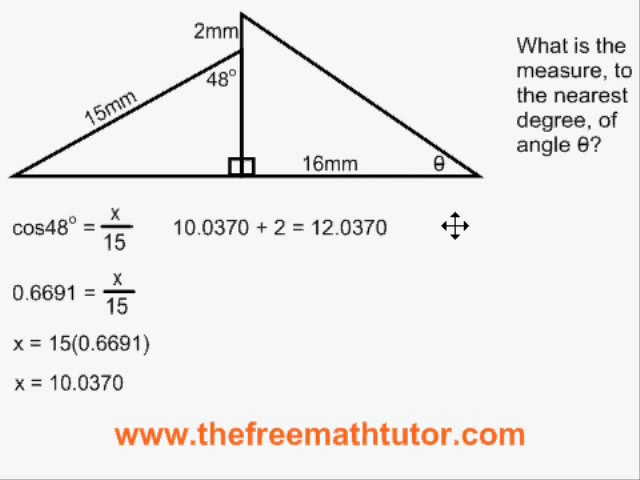 2mm
48°
15mm
16mm
θ
What is the
measure, to
the nearest
degree, of
angle θ?
cos48° = x/15
10.0370 + 2 = 12.0370
0.6691 = x/15
x = 15(0.6691)
x = 10.0370
www.thefreemathtutor.com